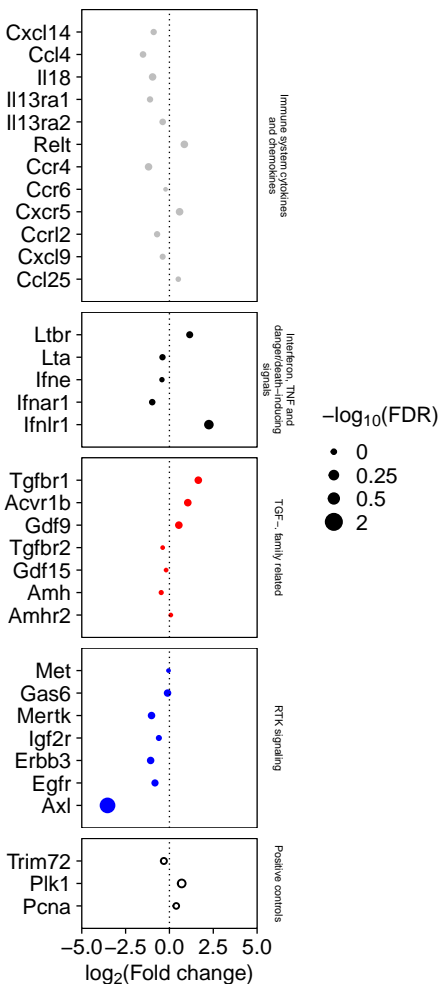 Cxcl14
Ccl4
Il18
Il13ra1
Il13ra2
Relt
Ccr4
Ccr6
Cxcr5
Ccrl2
Cxcl9
Ccl25
Immune system cytokines
and chemokines
Ltbr
Lta
Ifne
Ifnar1
Ifnlr1
Interferon, TNF and
danger/death−inducing
signals
Tgfbr1
Acvr1b
Gdf9
Tgfbr2
Gdf15
Amh
Amhr2
TGF−. family related
Met
Gas6
Mertk
Igf2r
Erbb3
Egfr
Axl
RTK signaling
Trim72
Plk1
Pcna
Positive controls
−5.0 −2.5 0.0 2.5 5.0
log₂(Fold change)
−log₁₀(FDR)
0
0.25
0.5
2